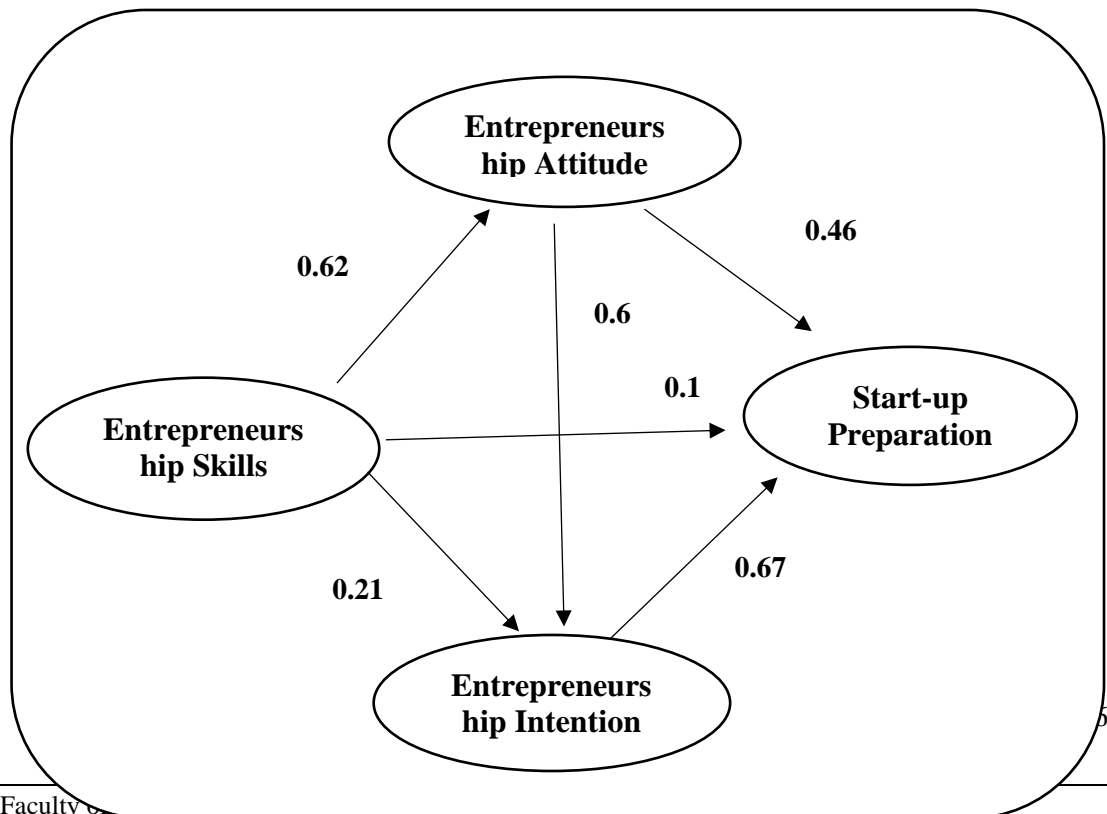 Entrepreneurs
hip Attitude
0.46
0.62
0.6
0.1
Start-up
Preparation
Entrepreneurs
hip Skills
0.67
0.21
Entrepreneurs
hip Intention
Faculty